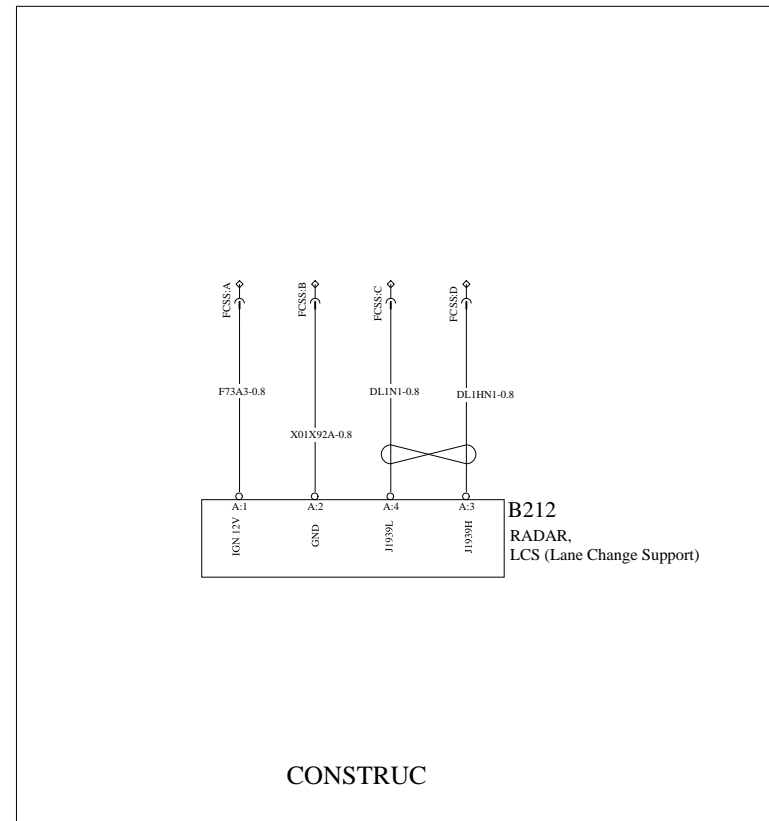 FCSS:A
FCSS:B
FCSS:C
FCSS:D
F73A3-0.8
DL1N1-0.8
DL1HN1-0.8
X01X92A-0.8
A:1
A:2
A:4
A:3
IGN 12V
GND
J1939L
J1939H
B212
RADAR,
LCS (Lane Change Support)
CONSTRUC